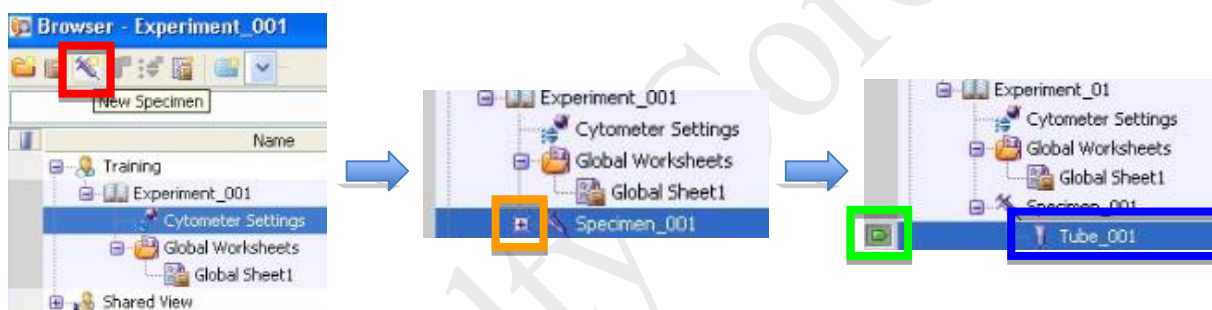 Browser - Experiment_001
New Specimen
Name
Training
Experiment_001
Cytometer Settings
Global Worksheets
Global Sheet1
Shared View
Experiment_001
Cytometer Settings
Global Worksheets
Global Sheet1
Specimen_001
Experiment_01
Cytometer Settings
Global Worksheets
Global Sheet1
Specimen_001
Tube_001